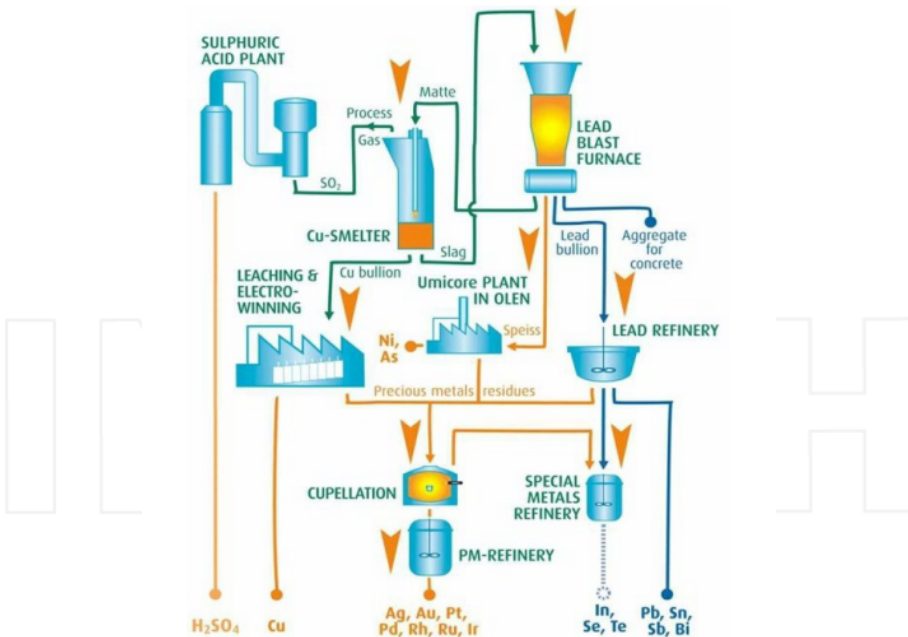 SULPHURIC
ACID PLANT
Matte
Process
Gas
SO₂
LEAD
BLAST
FURNACE
Cu-SMELTER
Slag
Cu bullion
Lead
bullion
Aggregate
for
concrete
LEACHING &
ELECTRO-
WINNING
Umicore PLANT
IN OLEN
Speiss
LEAD REFINERY
Ni,
As
Precious metals residues
CUPELLATION
SPECIAL
METALS
REFINERY
PM-REFINERY
H₂SO₄
Cu
Ag, Au, Pt,
Pd, Rh, Ru, Ir
In,
Se, Te
Pb, Sn,
Sb, Bi